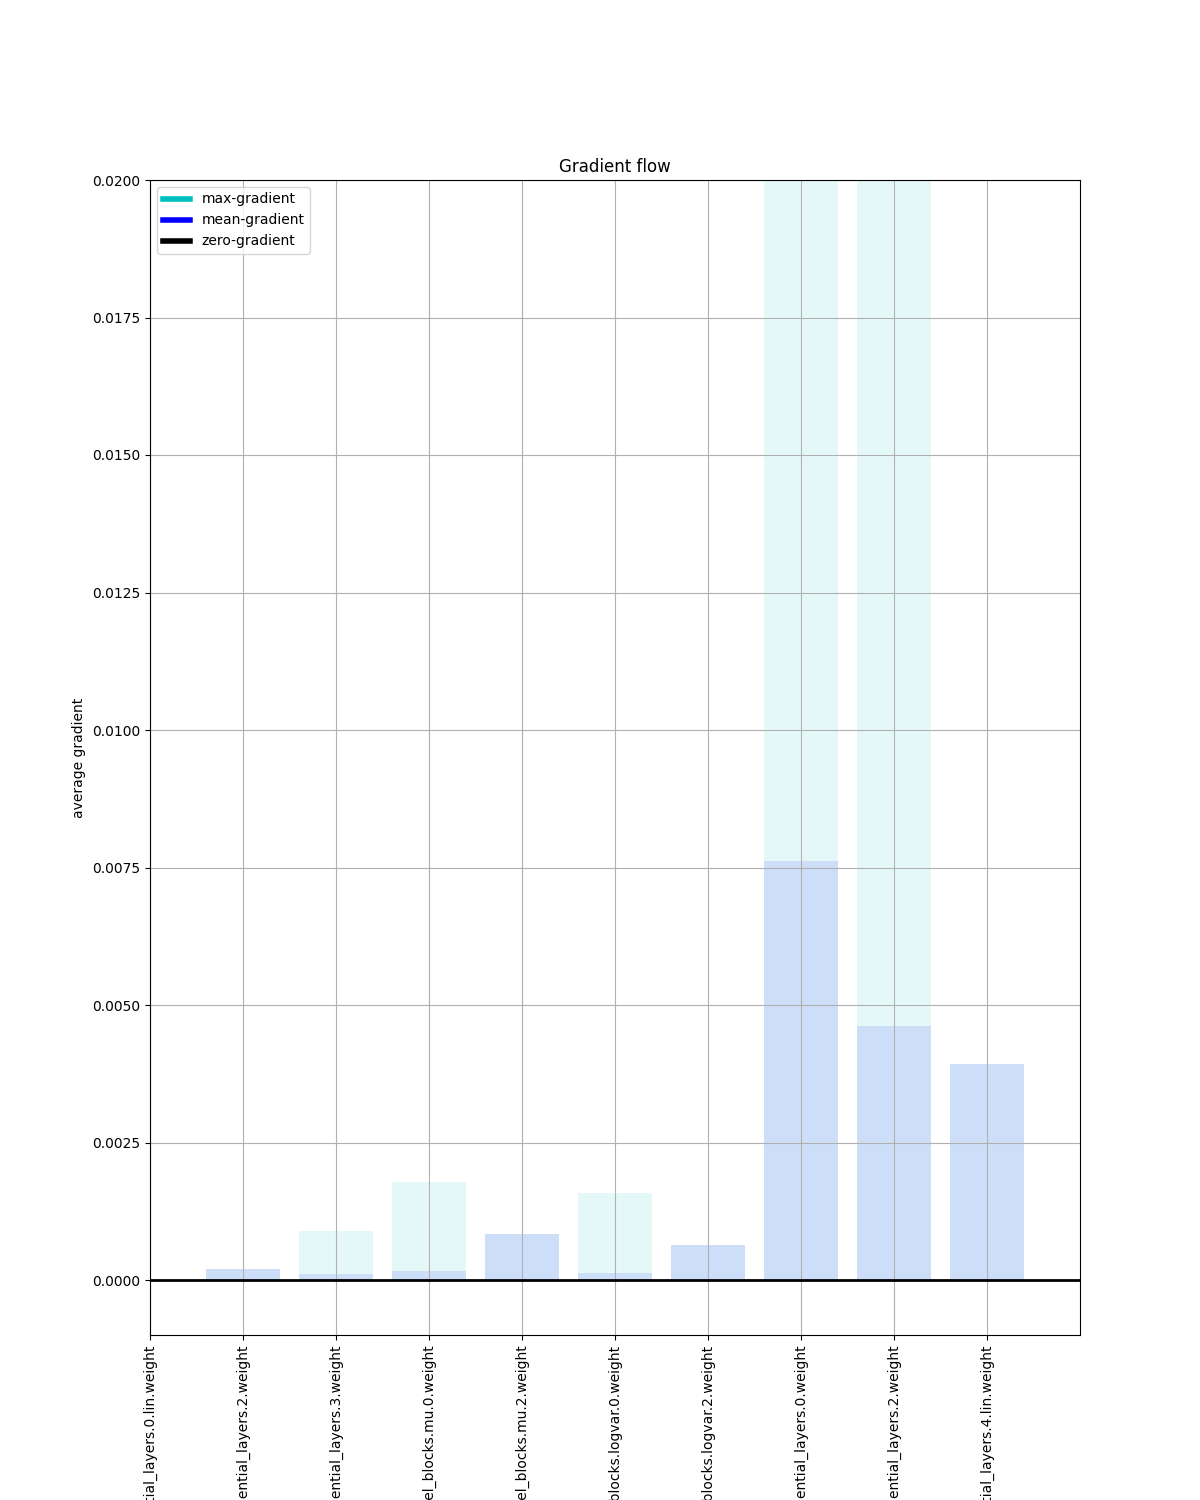 Gradient flow
max-gradient
mean-gradient
zero-gradient
0.0200
0.0175
0.0150
0.0125
0.0100
0.0075
0.0050
0.0025
0.0000
average gradient
tial_layers.0.lin.weight
ential_layers.2.weight
ential_layers.3.weight
el_blocks.mu.0.weight
el_blocks.mu.2.weight
blocks.logvar.0.weight
blocks.logvar.2.weight
ential_layers.0.weight
ential_layers.2.weight
tial_layers.4.lin.weight